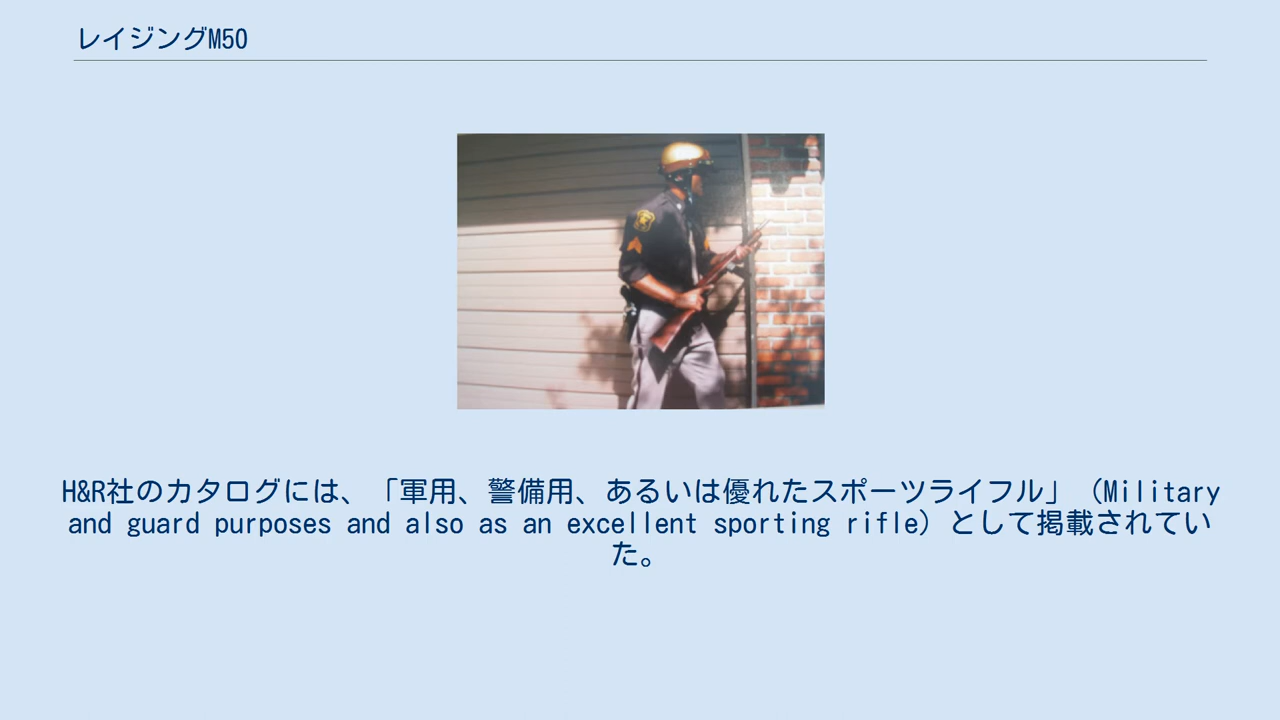 レイジングM50
H&R社のカタログには、「軍用、警備用、あるいは優れたスポーツライフル」（Military
and guard purposes and also as an excellent sporting rifle）として掲載されてい
た。